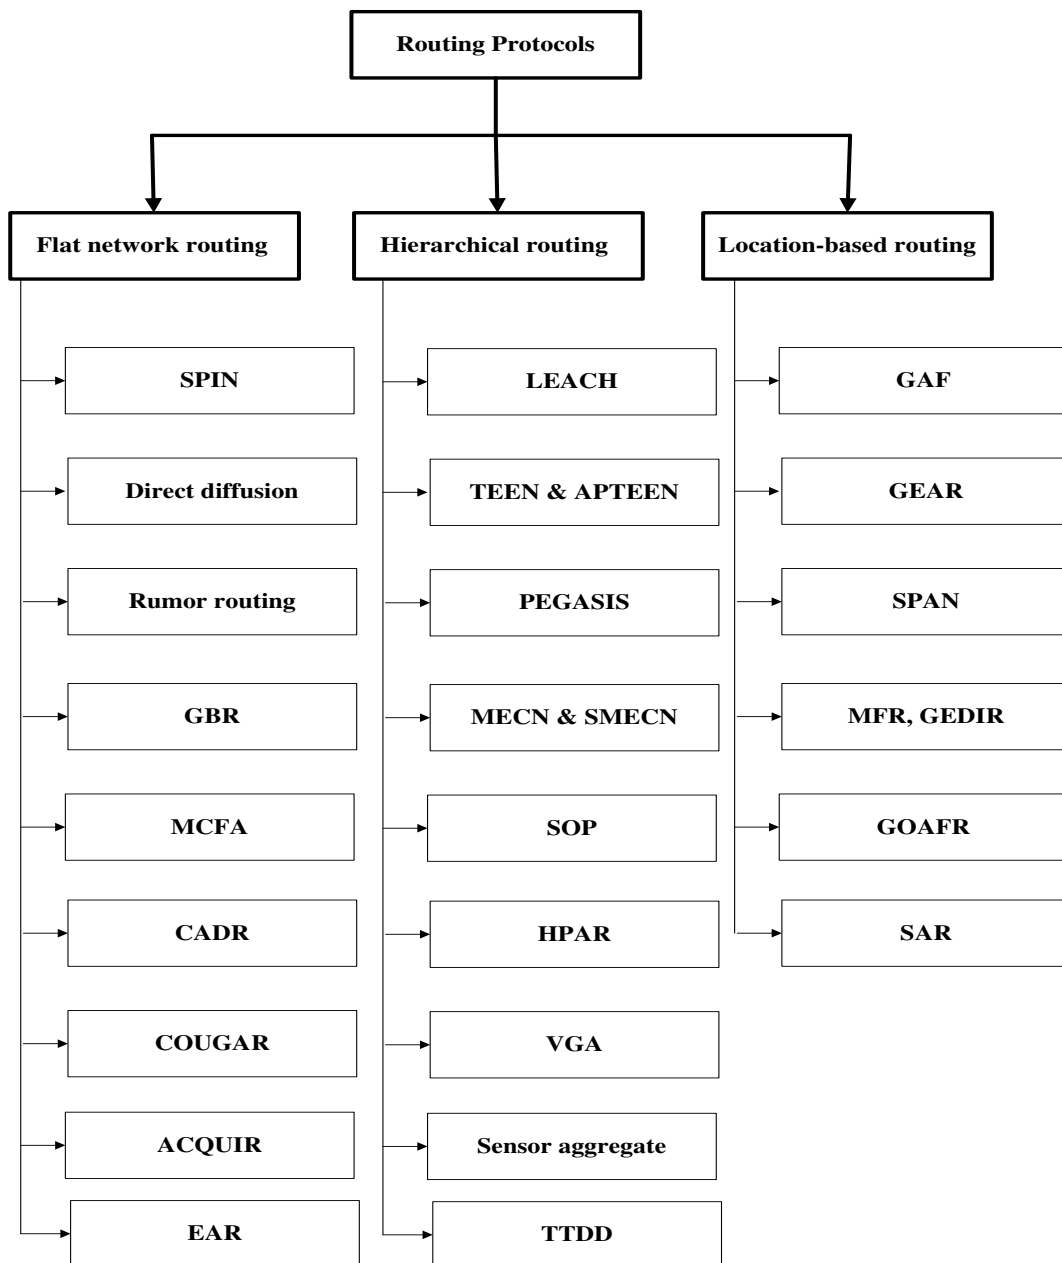 Routing Protocols
Flat network routing
Hierarchical routing
Location-based routing
SPIN
LEACH
GAF
Direct diffusion
TEEN & APTEEN
GEAR
Rumor routing
PEGASIS
SPAN
GBR
MECN & SMECN
MFR, GEDIR
MCFA
SOP
GOAFR
CADR
HPAR
SAR
COUGAR
VGA
ACQUIR
Sensor aggregate
EAR
TTDD